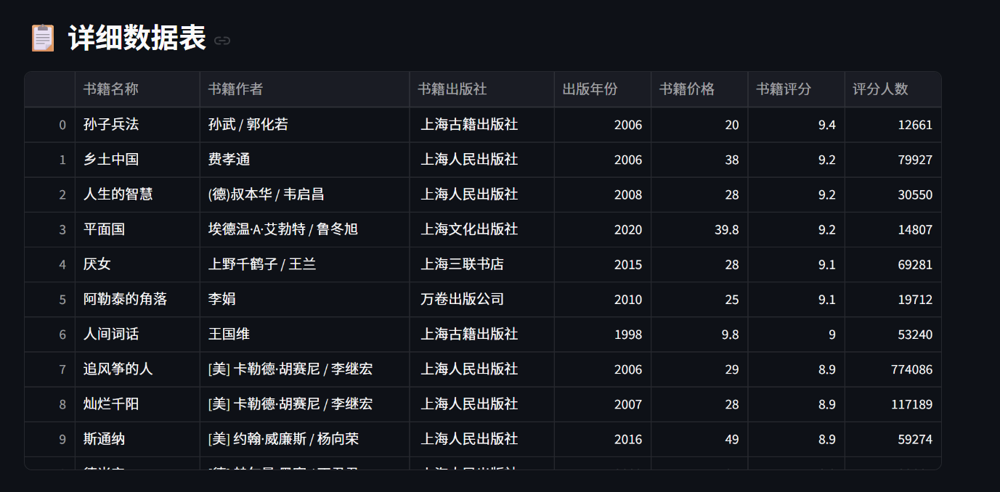 详细数据表
书籍名称 书籍作者 书籍出版社 出版年份 书籍价格 书籍评分 评分人数
0 孙子兵法 孙武 / 郭化若 上海古籍出版社 2006 20 9.4 12661
1 乡土中国 费孝通 上海人民出版社 2006 38 9.2 79927
2 人生的智慧 (德)叔本华 / 韦启昌 上海人民出版社 2008 28 9.2 30550
3 平面国 埃德温·A·艾勃特 / 鲁冬旭 上海文化出版社 2020 39.8 9.2 14807
4 厌女 上野千鹤子 / 王兰 上海三联书店 2015 28 9.1 69281
5 阿勒泰的角落 李娟 万卷出版公司 2010 25 9.1 19712
6 人间词话 王国维 上海古籍出版社 1998 9.8 9 53240
7 追风筝的人 [美] 卡勒德·胡赛尼 / 李继宏 上海人民出版社 2006 29 8.9 774086
8 灿烂千阳 [美] 卡勒德·胡赛尼 / 李继宏 上海人民出版社 2007 28 8.9 117189
9 斯通纳 [美] 约翰·威廉斯 / 杨向荣 上海人民出版社 2016 49 8.9 59274